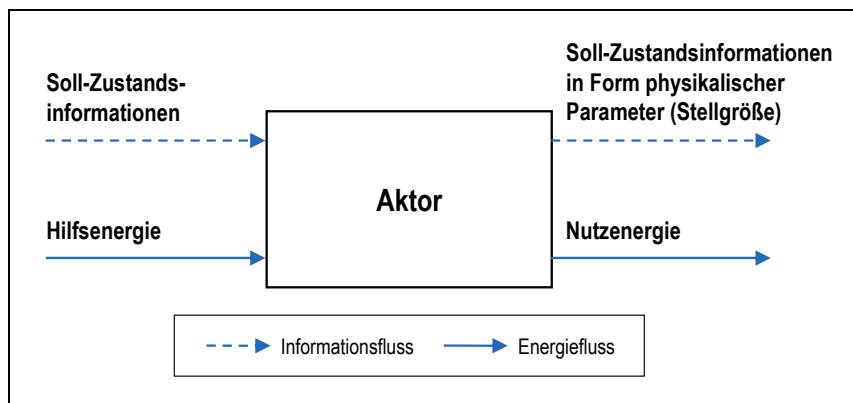 Soll-Zustands-
informationen
Soll-Zustandsinformationen
in Form physikalischer
Parameter (Stellgröße)
Aktor
Hilfsenergie
Nutzenergie
Informationsfluss
Energiefluss